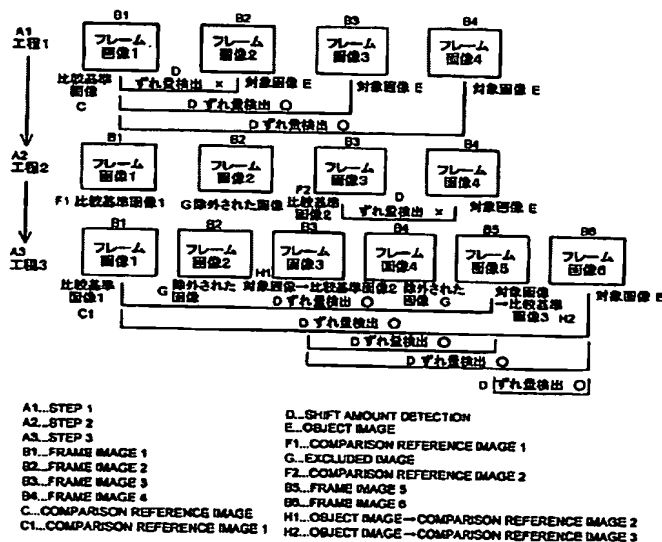 B1 B2 B3 B4
A1
工程1
フレーム
画像1
フレーム
画像2
フレーム
画像3
フレーム
画像4
比較基準
画像
C
D
ずれ量検出 ×
対象画像 E
対象画像 E
対象画像 E
D ずれ量検出 ○
D ずれ量検出 ○
B1 B2 B3 B4
A2
工程2
フレーム
画像1
フレーム
画像2
フレーム
画像3
フレーム
画像4
F1 比較基準画像1
G 除外された画像
F2
比較基準
画像2
D
ずれ量検出 ×
対象画像 E
B1 B2 B3 B4 B5 B6
A3
工程3
フレーム
画像1
フレーム
画像2
フレーム
画像3
フレーム
画像4
フレーム
画像5
フレーム
画像6
比較基準
画像1
C1
G 除外された
画像
H1
対象画像→比較基準画像2
除外された
画像 G
対象画像
→比較基準
画像3 H2
対象画像 E
D ずれ量検出 ○
D ずれ量検出 ○
D ずれ量検出 ○
D ずれ量検出 ○
D ずれ量検出 ○
A1...STEP 1
A2...STEP 2
A3...STEP 3
B1...FRAME IMAGE 1
B2...FRAME IMAGE 2
B3...FRAME IMAGE 3
B4...FRAME IMAGE 4
C...COMPARISON REFERENCE IMAGE
C1...COMPARISON REFERENCE IMAGE 1
D...SHIFT AMOUNT DETECTION
E...OBJECT IMAGE
F1...COMPARISON REFERENCE IMAGE 1
G...EXCLUDED IMAGE
F2...COMPARISON REFERENCE IMAGE 2
B5...FRAME IMAGE 5
B6...FRAME IMAGE 6
H1...OBJECT IMAGE→COMPARISON REFERENCE IMAGE 2
H2...OBJECT IMAGE→COMPARISON REFERENCE IMAGE 3